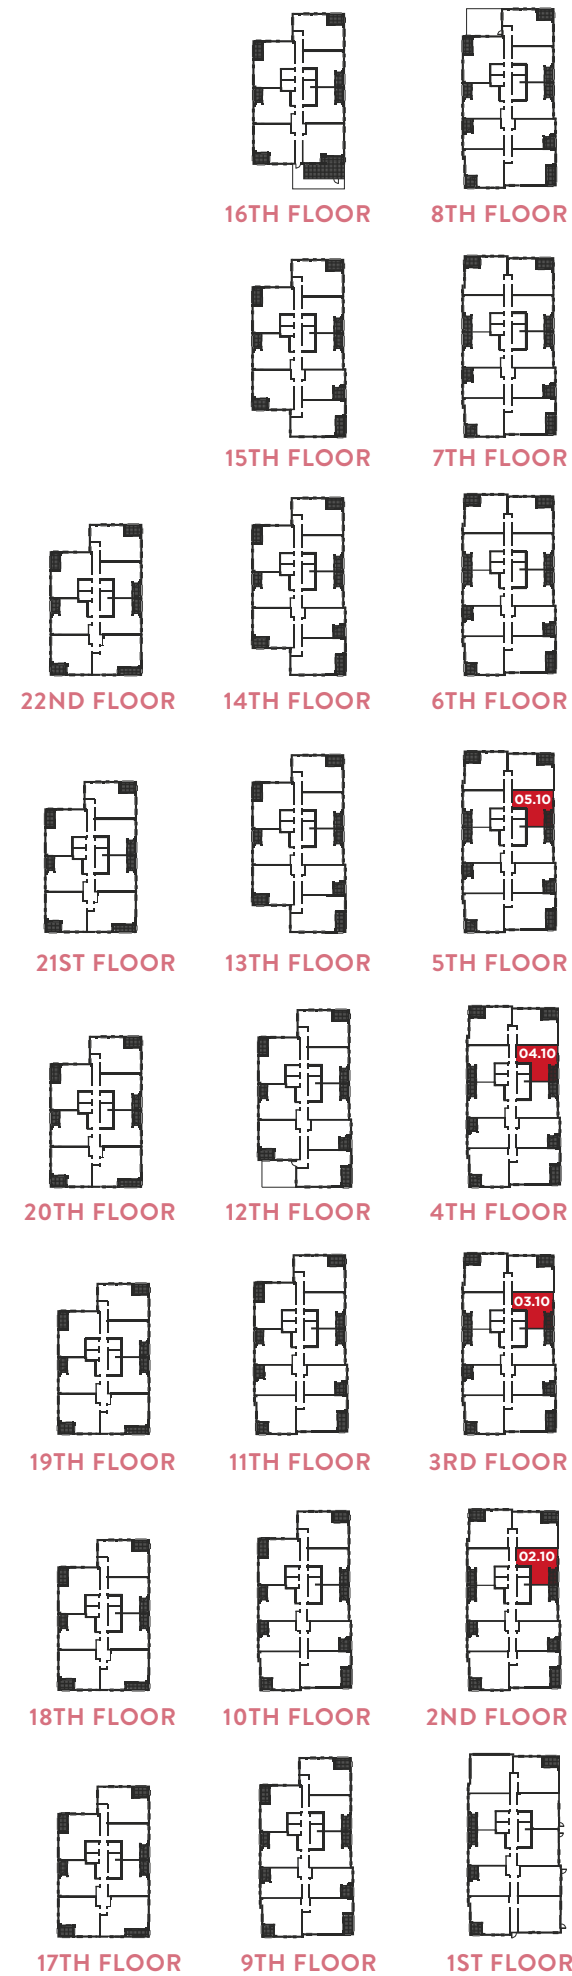 16TH FLOOR
8TH FLOOR
15TH FLOOR
7TH FLOOR
22ND FLOOR
14TH FLOOR
6TH FLOOR
05.10
21ST FLOOR
13TH FLOOR
5TH FLOOR
04.10
20TH FLOOR
12TH FLOOR
4TH FLOOR
03.10
19TH FLOOR
11TH FLOOR
3RD FLOOR
02.10
18TH FLOOR
10TH FLOOR
2ND FLOOR
17TH FLOOR
9TH FLOOR
1ST FLOOR